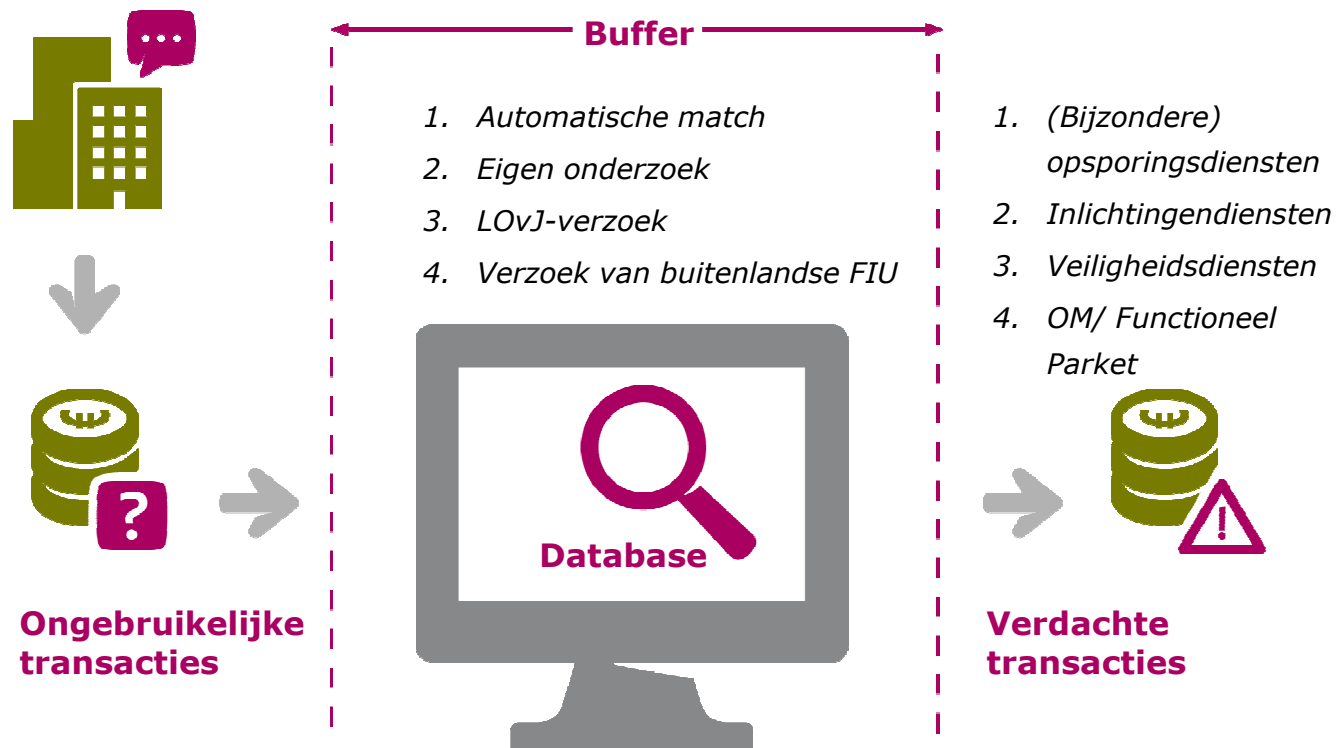 Buffer
1. Automatische match
2. Eigen onderzoek
3. LOvJ-verzoek
4. Verzoek van buitenlandse FIU
1. (Bijzondere)
opsporingsdiensten
2. Inlichtingendiensten
3. Veiligheidsdiensten
4. OM/ Functioneel
Parket
€
?
Database
€
!
Ongebruikelijke
transacties
Verdachte
transacties